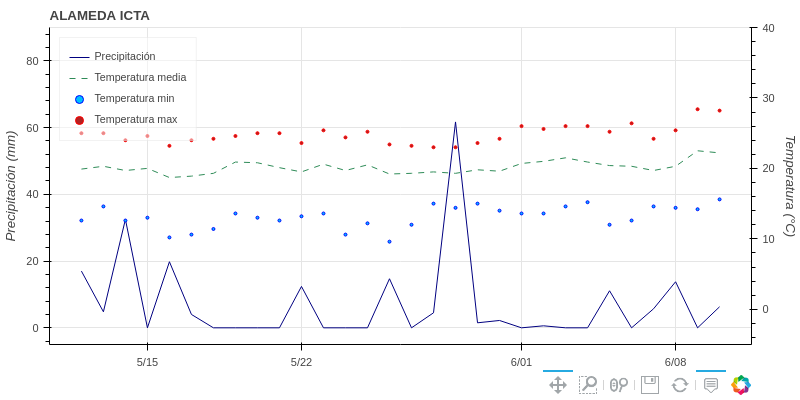 ALAMEDA ICTA
Precipitación
Temperatura media
Temperatura min
Temperatura max
Precipitación (mm)
80
60
40
20
0
Temperatura (°C)
40
30
20
10
0
5/15
5/22
6/01
6/08